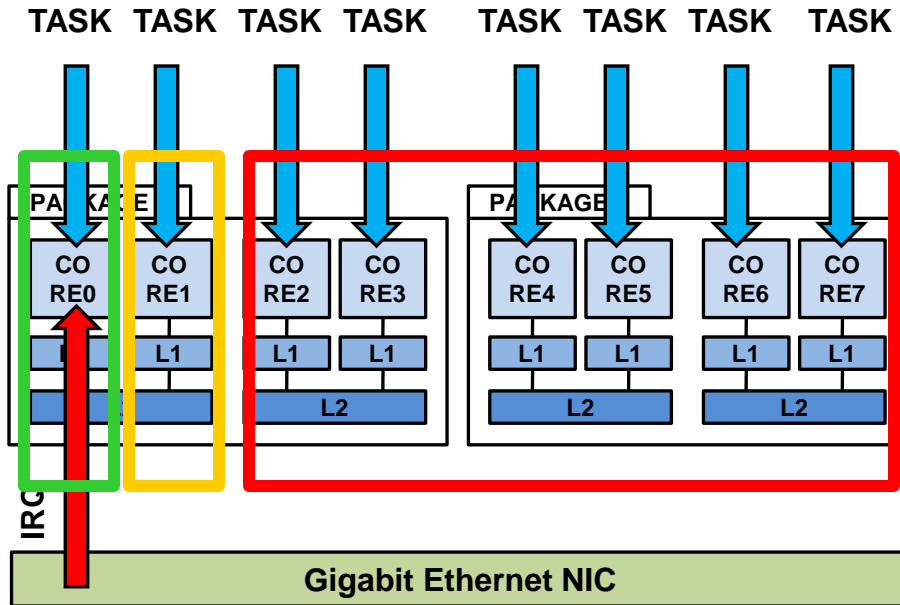 TASK TASK TASK TASK TASK TASK TASK TASK
PACKAGE PACKAGE
CO CO CO CO CO CO CO CO
RE0 RE1 RE2 RE3 RE4 RE5 RE6 RE7
L1 L1 L1 L1 L1 L1 L1
L2 L2 L2
IRQ
Gigabit Ethernet NIC